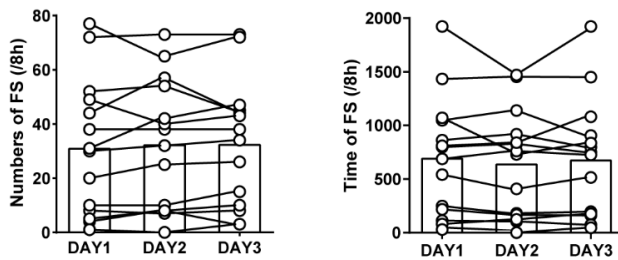 Numbers of FS (/8h)
80
60
40
20
0
DAY1 DAY2 DAY3
Time of FS (/8h)
2000
1500
1000
500
0
DAY1 DAY2 DAY3